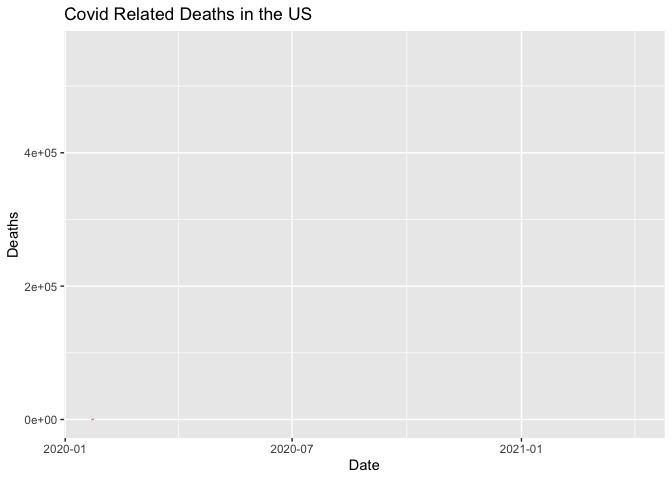 Covid Related Deaths in the US
Deaths
4e+05
2e+05
0e+00
2020-01
2020-07
2021-01
Date